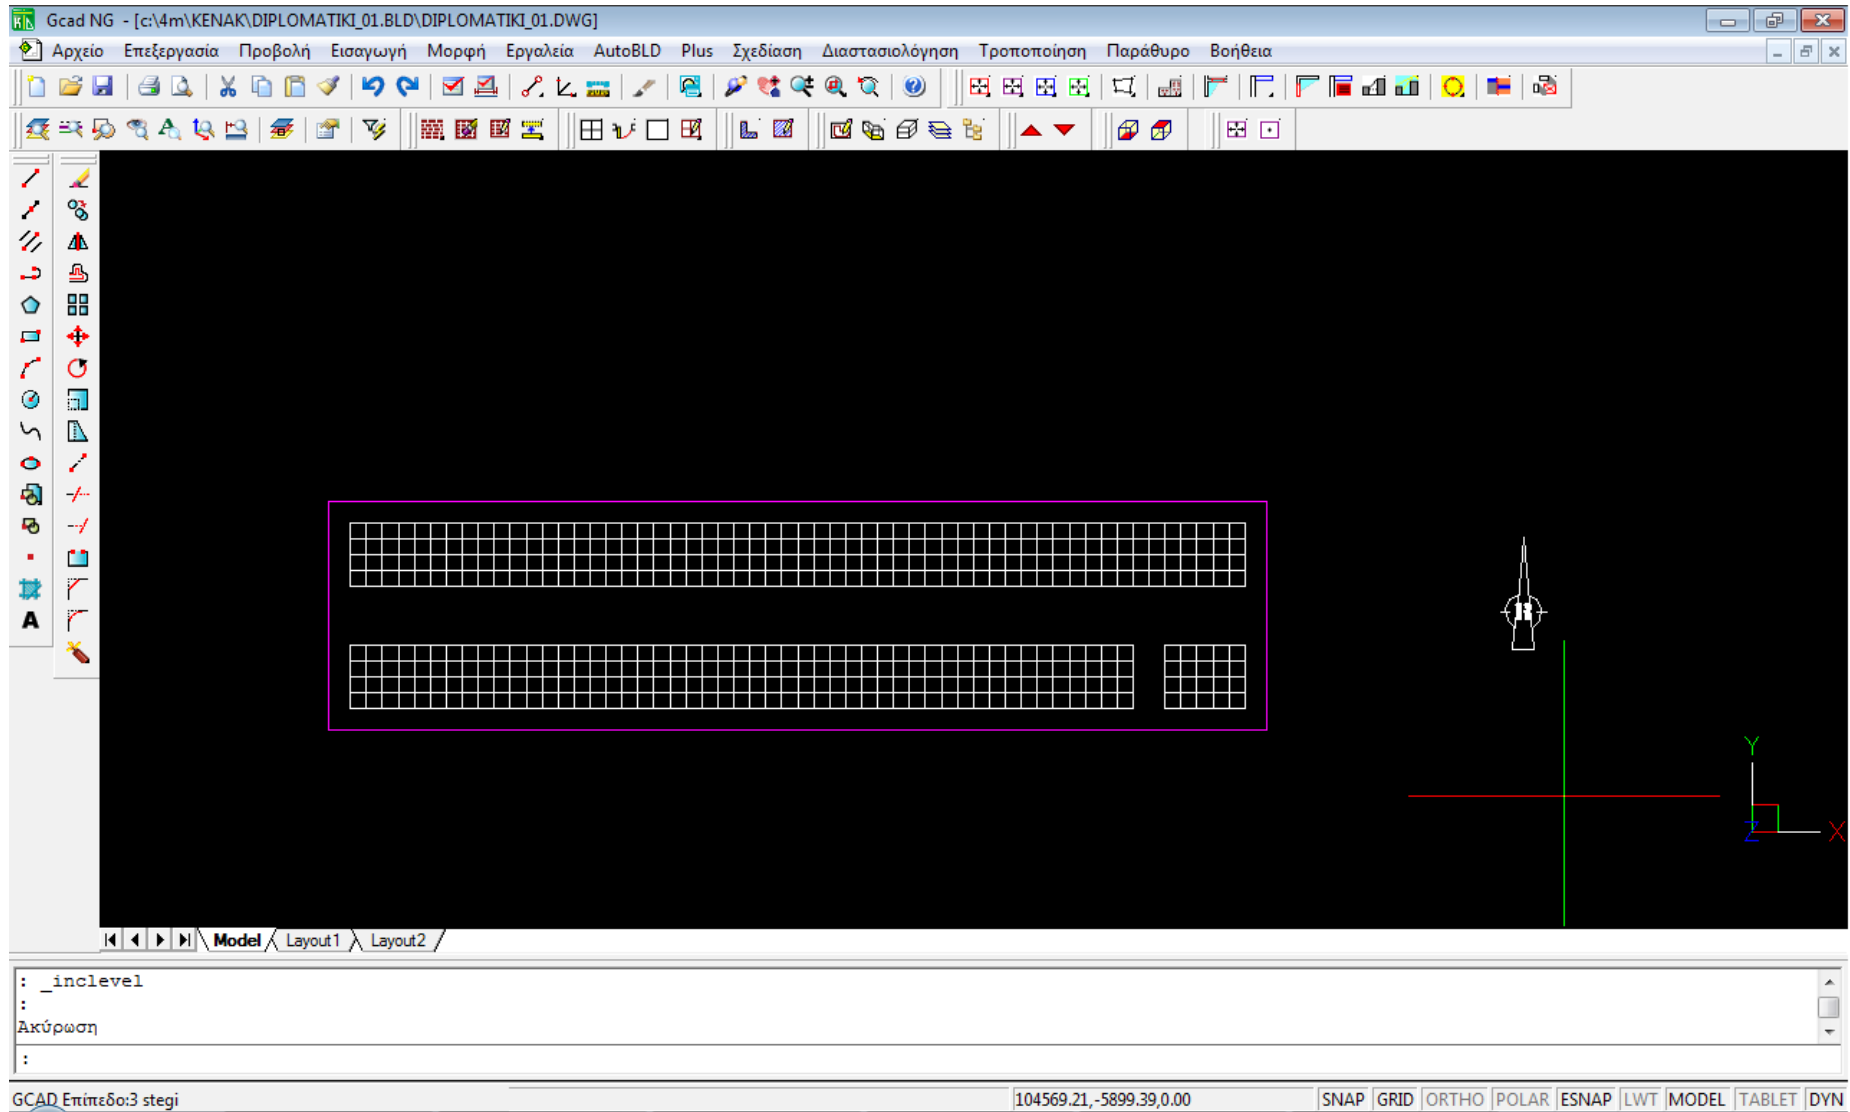 Gcad NG - [c:\4m\KENAK\DIPLOMATIKI_01.BLD\DIPLOMATIKI_01.DWG]
Αρχείο Επεξεργασία Προβολή Εισαγωγή Μορφή Εργαλεία AutoBLD Plus Σχεδίαση Διαστασιολόγηση Τροποποίηση Παράθυρο Βοήθεια
Y
Z X
Model Layout1 Layout2
: _inclevel
:
Ακύρωση
:
GCAD Επίπεδο:3 stegi 104569.21,-5899.39,0.00 SNAP GRID ORTHO POLAR ESNAP LWT MODEL TABLET DYN